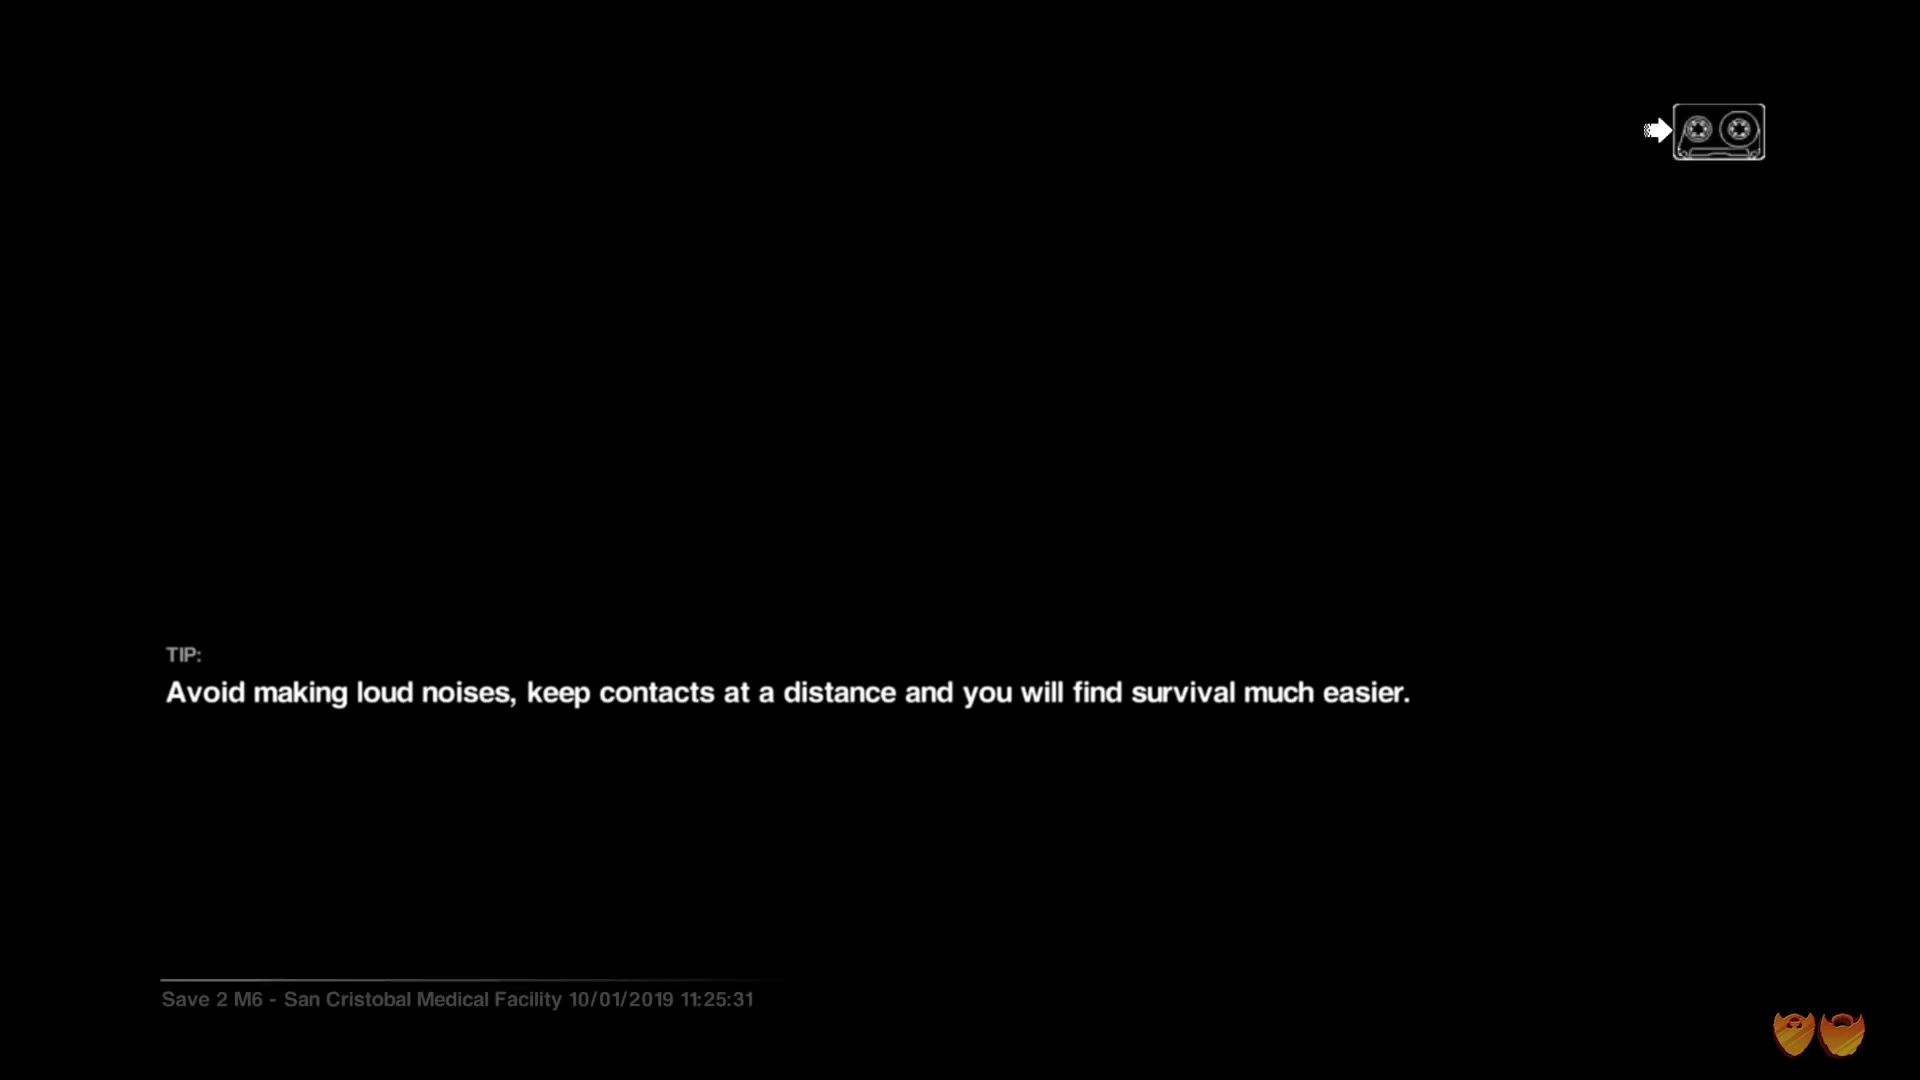 TIP:
Avoid making loud noises, keep contacts at a distance and you will find survival much easier.
Save 2 M6 - San Cristobal Medical Facility 10/01/2019 11:25:31